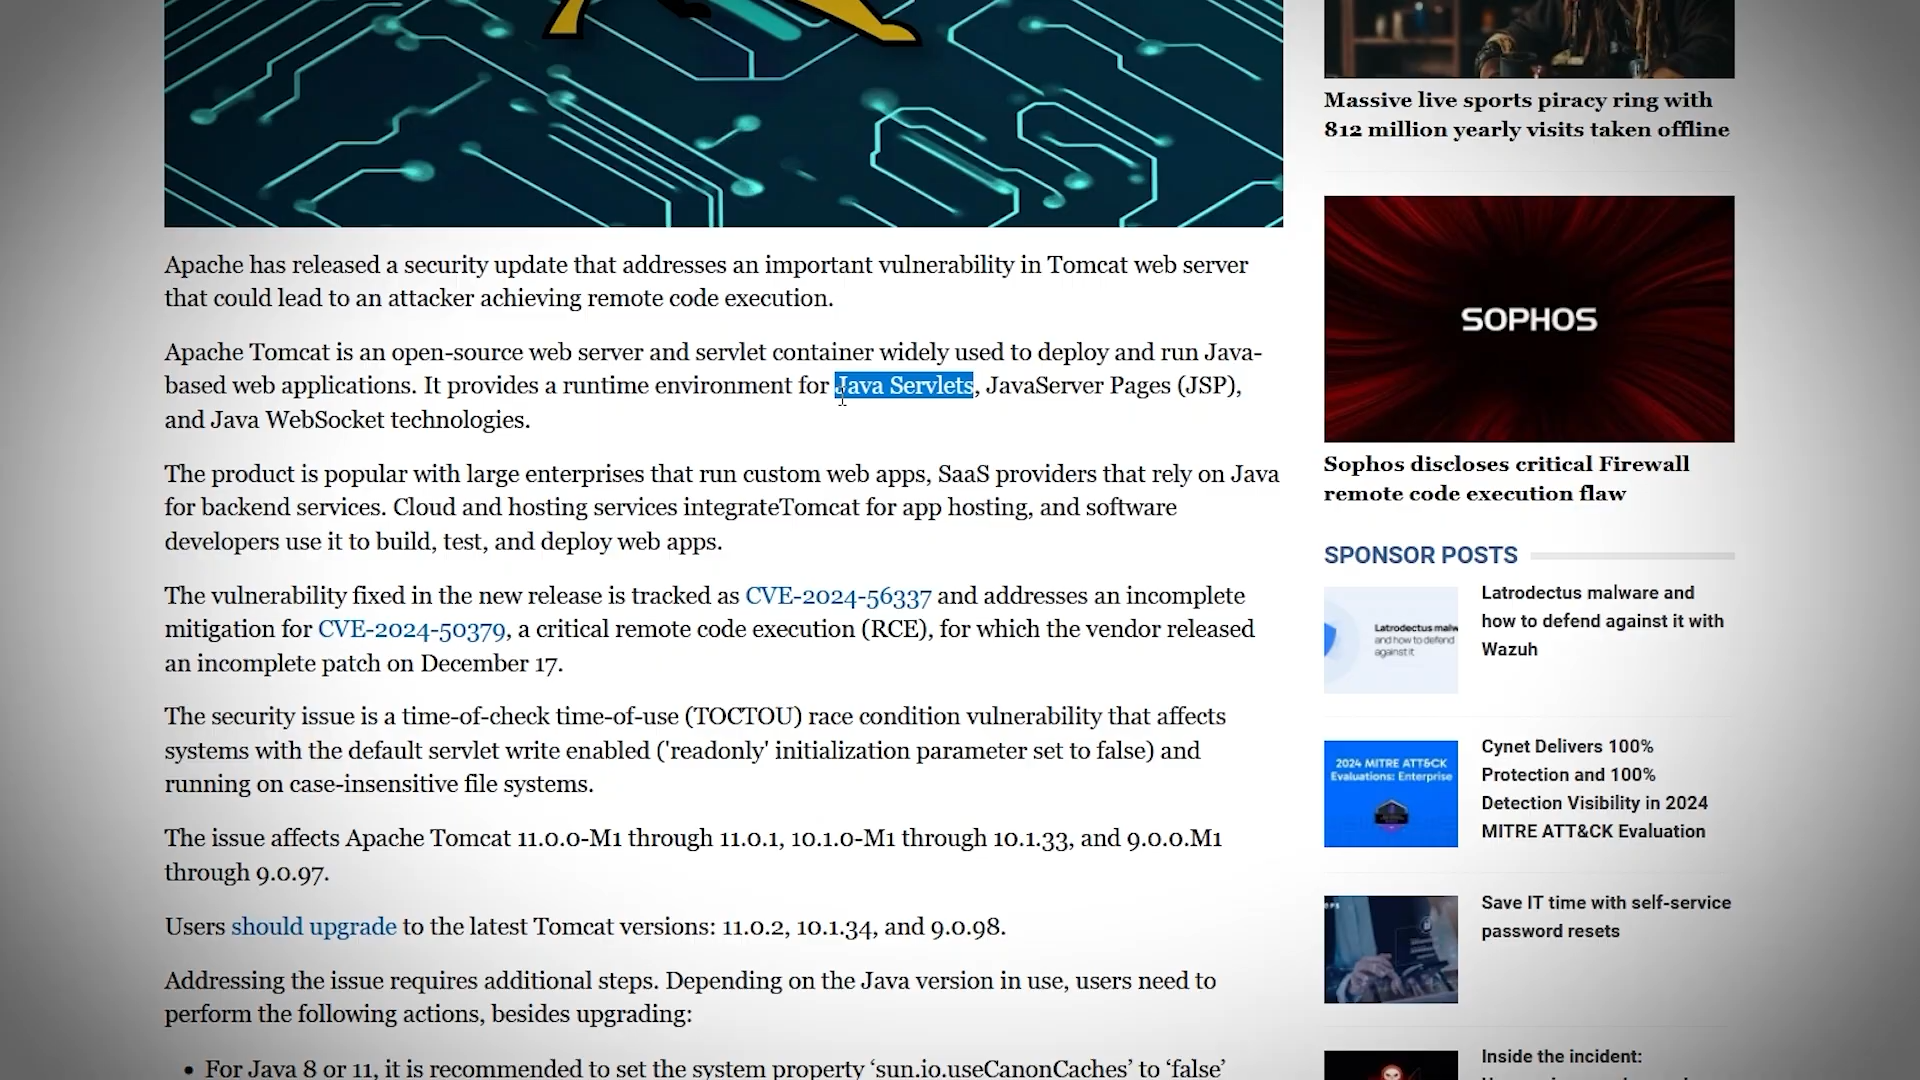 Apache has released a security update that addresses an important vulnerability in Tomcat web server
that could lead to an attacker achieving remote code execution.
Apache Tomcat is an open-source web server and servlet container widely used to deploy and run Java-
based web applications. It provides a runtime environment for Java Servlets, JavaServer Pages (JSP),
and Java WebSocket technologies.
The product is popular with large enterprises that run custom web apps, SaaS providers that rely on Java
for backend services. Cloud and hosting services integrateTomcat for app hosting, and software
developers use it to build, test, and deploy web apps.
The vulnerability fixed in the new release is tracked as CVE-2024-56337 and addresses an incomplete
mitigation for CVE-2024-50379, a critical remote code execution (RCE), for which the vendor released
an incomplete patch on December 17.
The security issue is a time-of-check time-of-use (TOCTOU) race condition vulnerability that affects
systems with the default servlet write enabled ('readonly' initialization parameter set to false) and
running on case-insensitive file systems.
The issue affects Apache Tomcat 11.0.0-M1 through 11.0.1, 10.1.0-M1 through 10.1.33, and 9.0.0.M1
through 9.0.97.
Users should upgrade to the latest Tomcat versions: 11.0.2, 10.1.34, and 9.0.98.
Addressing the issue requires additional steps. Depending on the Java version in use, users need to
perform the following actions, besides upgrading:
• For Java 8 or 11, it is recommended to set the system property ‘sun.io.useCanonCaches’ to ‘false’
Massive live sports piracy ring with
812 million yearly visits taken offline
SOPHOS
Sophos discloses critical Firewall
remote code execution flaw
SPONSOR POSTS
Latrodectus malw
and how to defend
against it
Latrodectus malware and
how to defend against it with
Wazuh
2024 MITRE ATT&CK
Evaluations: Enterprise
Cynet Delivers 100%
Protection and 100%
Detection Visibility in 2024
MITRE ATT&CK Evaluation
Save IT time with self-service
password resets
Inside the incident: